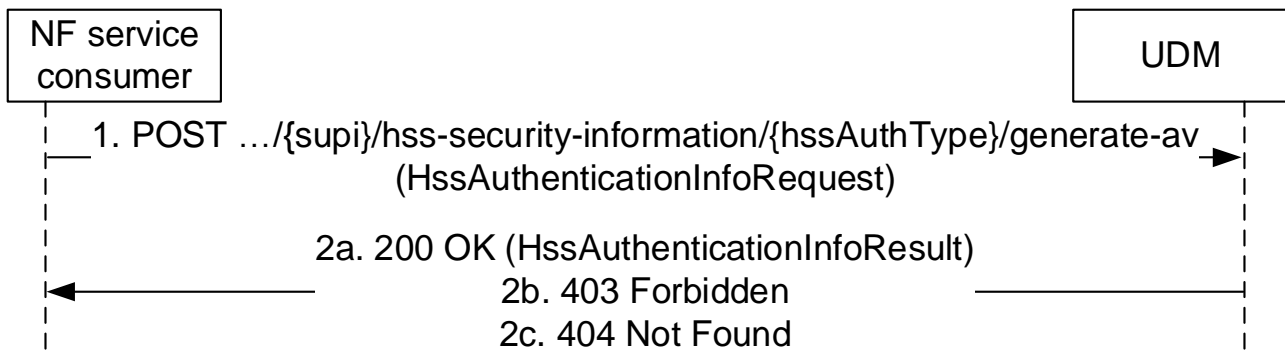 NF service
consumer
UDM
1. POST …/{supi}/hss-security-information/{hssAuthType}/generate-av
(HssAuthenticationInfoRequest)
2a. 200 OK (HssAuthenticationInfoResult)
2b. 403 Forbidden
2c. 404 Not Found